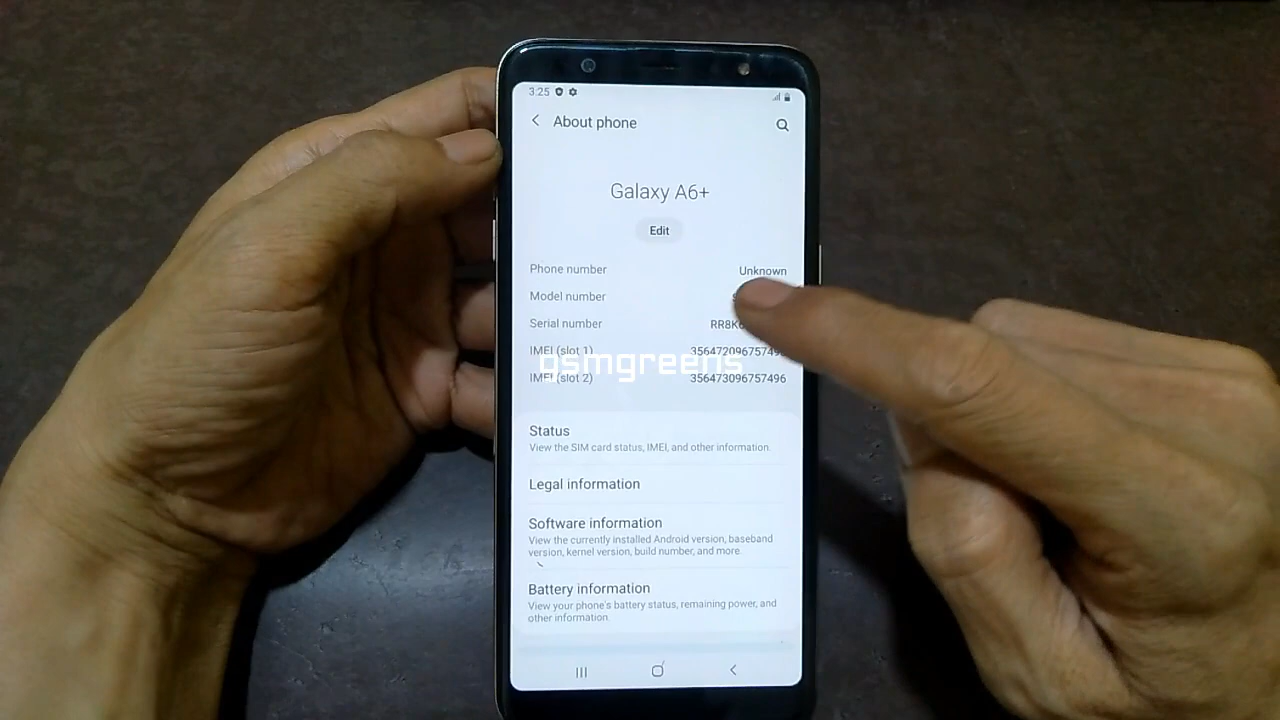 3:25
About phone
Galaxy A6+
Edit
Phone number Unknown
Model number
Serial number RR8K
IMEI (slot 1) 35647209675749
gsmgreens
IMEI (slot 2) 356473096757496
Status
View the SIM card status, IMEI, and other information.
Legal information
Software information
View the currently installed Android version, baseband
version, kernel version, build number, and more.
Battery information
View your phone's battery status, remaining power, and
other information.